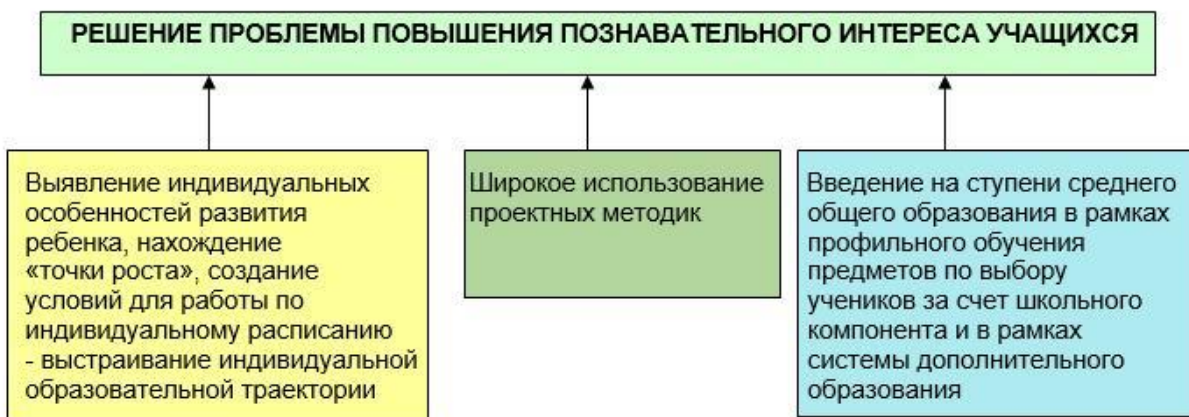 РЕШЕНИЕ ПРОБЛЕМЫ ПОВЫШЕНИЯ ПОЗНАВАТЕЛЬНОГО ИНТЕРЕСА УЧАЩИХСЯ
Выявление индивидуальных
особенностей развития
ребенка, нахождение
«точки роста», создание
условий для работы по
индивидуальному расписанию
- выстраивание индивидуальной
образовательной траектории
Широкое использование
проектных методик
Введение на ступени среднего
общего образования в рамках
профильного обучения
предметов по выбору
учеников за счет школьного
компонента и в рамках
системы дополнительного
образования